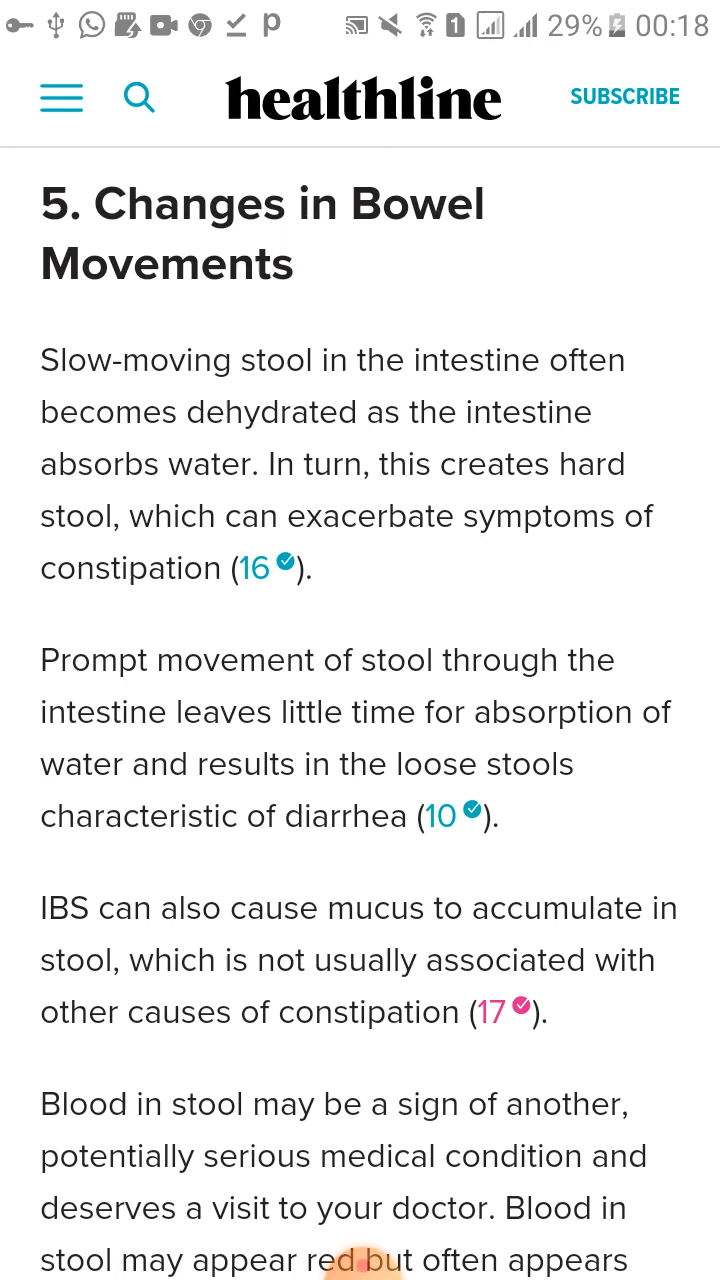 1 29% 00:18
healthline
SUBSCRIBE
5. Changes in Bowel
Movements
Slow-moving stool in the intestine often
becomes dehydrated as the intestine
absorbs water. In turn, this creates hard
stool, which can exacerbate symptoms of
constipation (16).
Prompt movement of stool through the
intestine leaves little time for absorption of
water and results in the loose stools
characteristic of diarrhea (10).
IBS can also cause mucus to accumulate in
stool, which is not usually associated with
other causes of constipation (17).
Blood in stool may be a sign of another,
potentially serious medical condition and
deserves a visit to your doctor. Blood in
stool may appear red but often appears